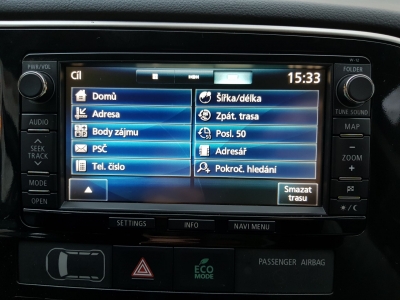 PWR/VOL
FOLDER
Cíl
15:33
Domů
Šířka/délka
Adresa
Zpát. trasa
Body zájmu
Posl. 50
PSČ
Adresář
Tel. číslo
Pokroč. hledání
Smazat
trasu
AUDIO
SEEK
TRACK
MODE
OPEN
TUNE·SOUND
MAP
ZOOM
SETTINGS
INFO
NAVI MENU
ECO
MODE
PASSENGER AIRBAG